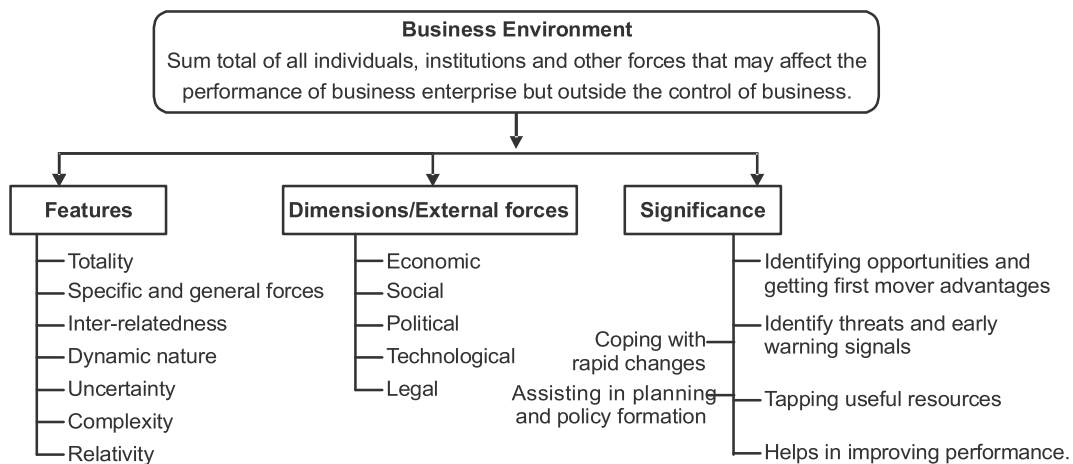 Business Environment
Sum total of all individuals, institutions and other forces that may affect the
performance of business enterprise but outside the control of business.
Features
Totality
Specific and general forces
Inter-relatedness
Dynamic nature
Uncertainty
Complexity
Relativity
Dimensions/External forces
Economic
Social
Political
Technological
Legal
Significance
Identifying opportunities and
getting first mover advantages
Identify threats and early
warning signals
Coping with
rapid changes
Assisting in planning
and policy formation
Tapping useful resources
Helps in improving performance.